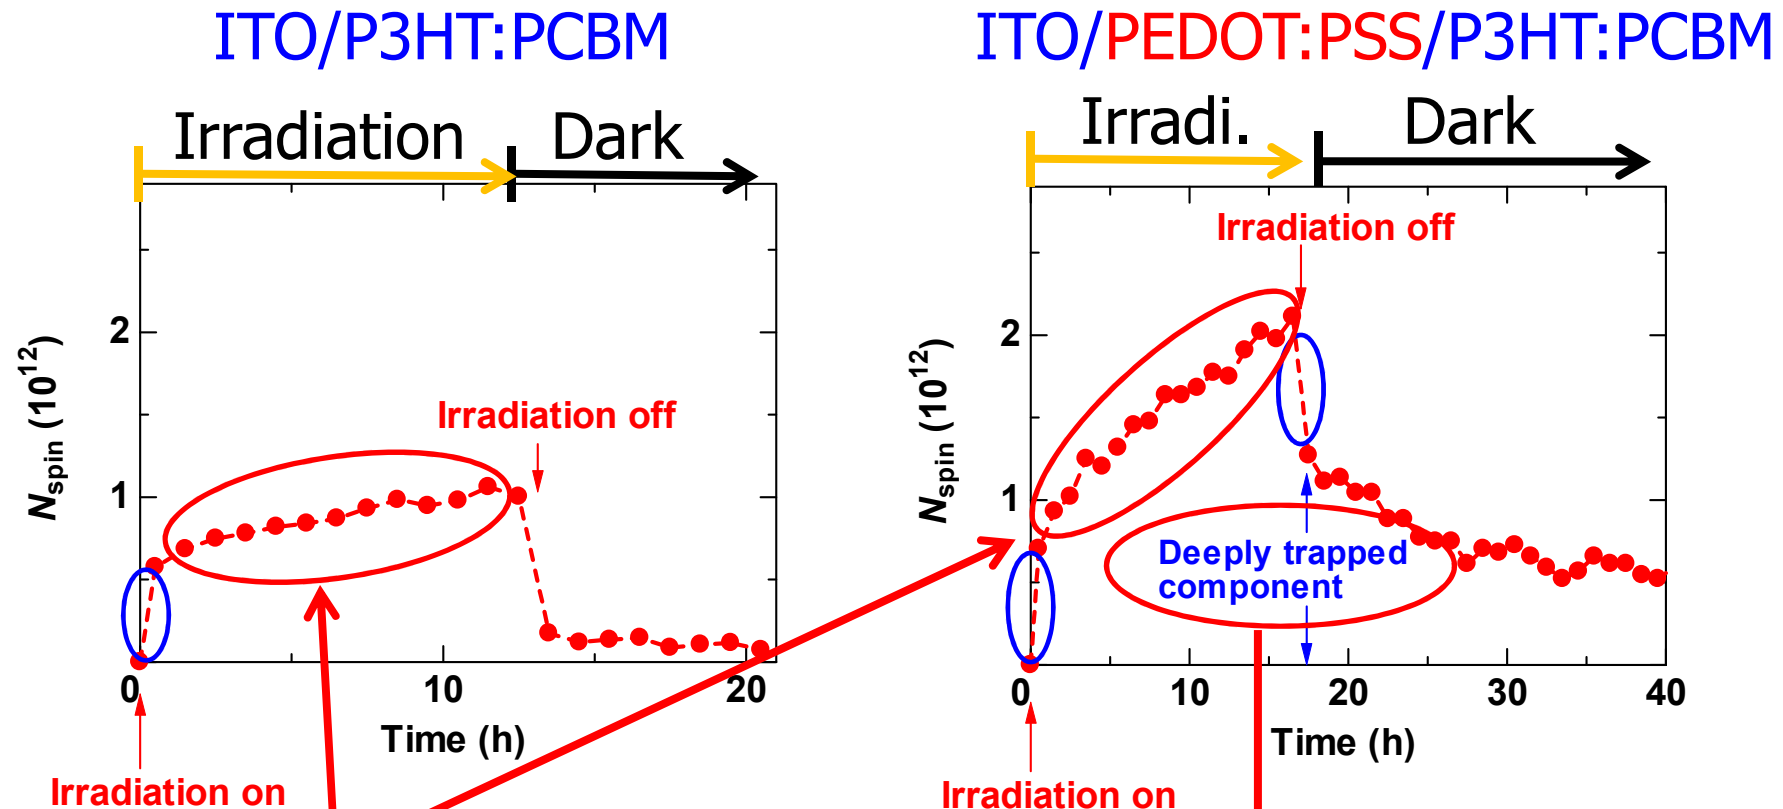 ITO/P3HT:PCBM
Irradiation
Dark
2
1
0
10
20
N_spin (10^12)
Time (h)
Irradiation off
Irradiation on
ITO/PEDOT:PSS/P3HT:PCBM
Irradi.
Dark
Irradiation off
2
1
0
10
20
30
40
N_spin (10^12)
Deeply trapped
component
Time (h)
Irradiation on